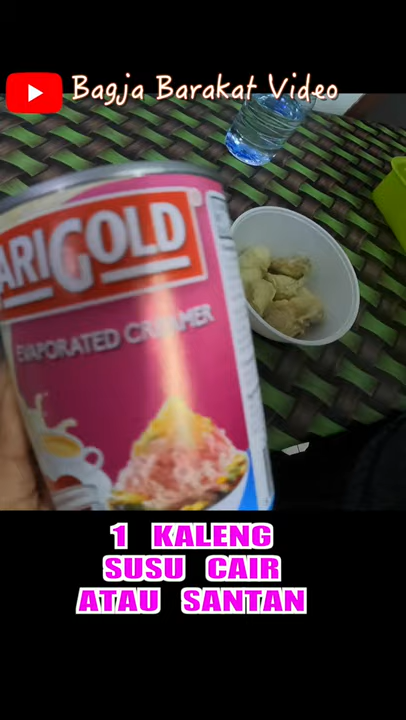 Bagja Barakat Video
ARIGOLD
EVAPORATED CREAMER
1 KALENG
SUSU CAIR
ATAU SANTAN